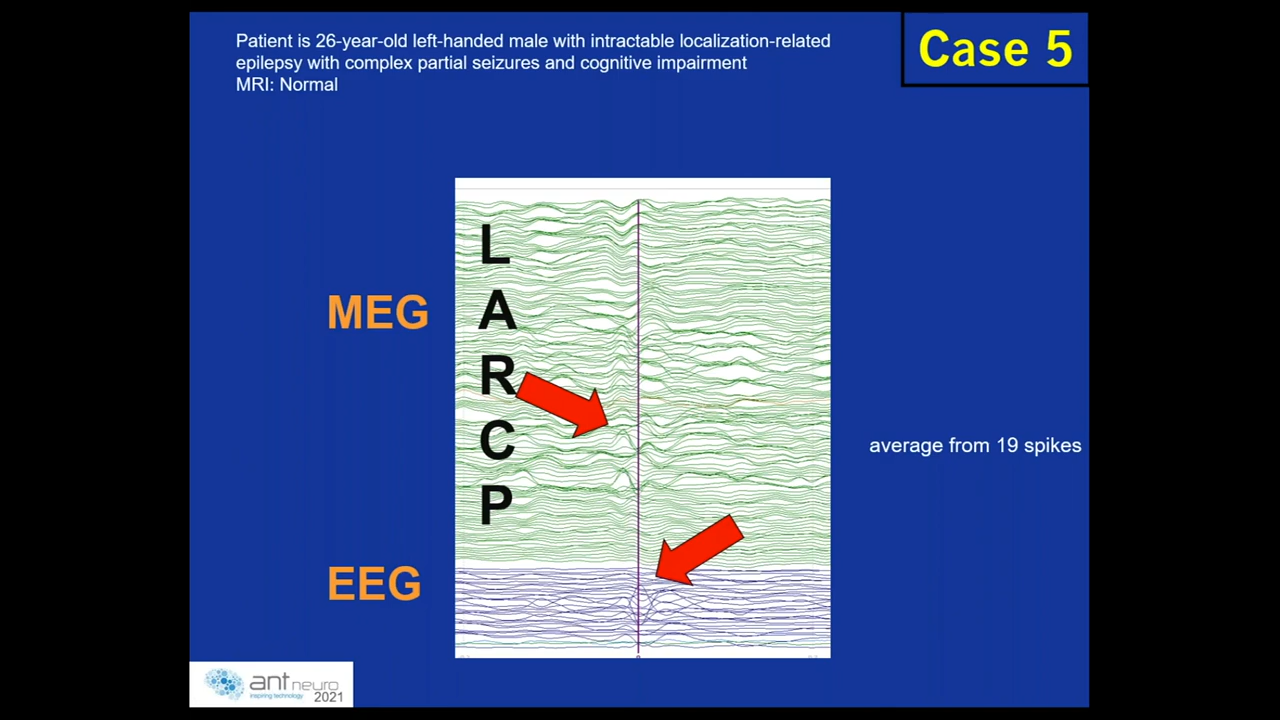 Patient is 26-year-old left-handed male with intractable localization-related
epilepsy with complex partial seizures and cognitive impairment
MRI: Normal
Case 5
MEG
L
A
R
C
P
average from 19 spikes
EEG
ant neuro
inspiring technology
2021